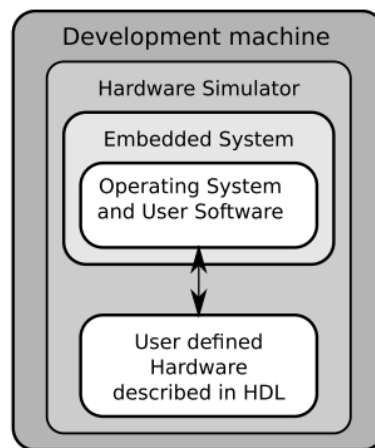 Development machine
Hardware Simulator
Embedded System
Operating System
and User Software
User defined
Hardware
described in HDL